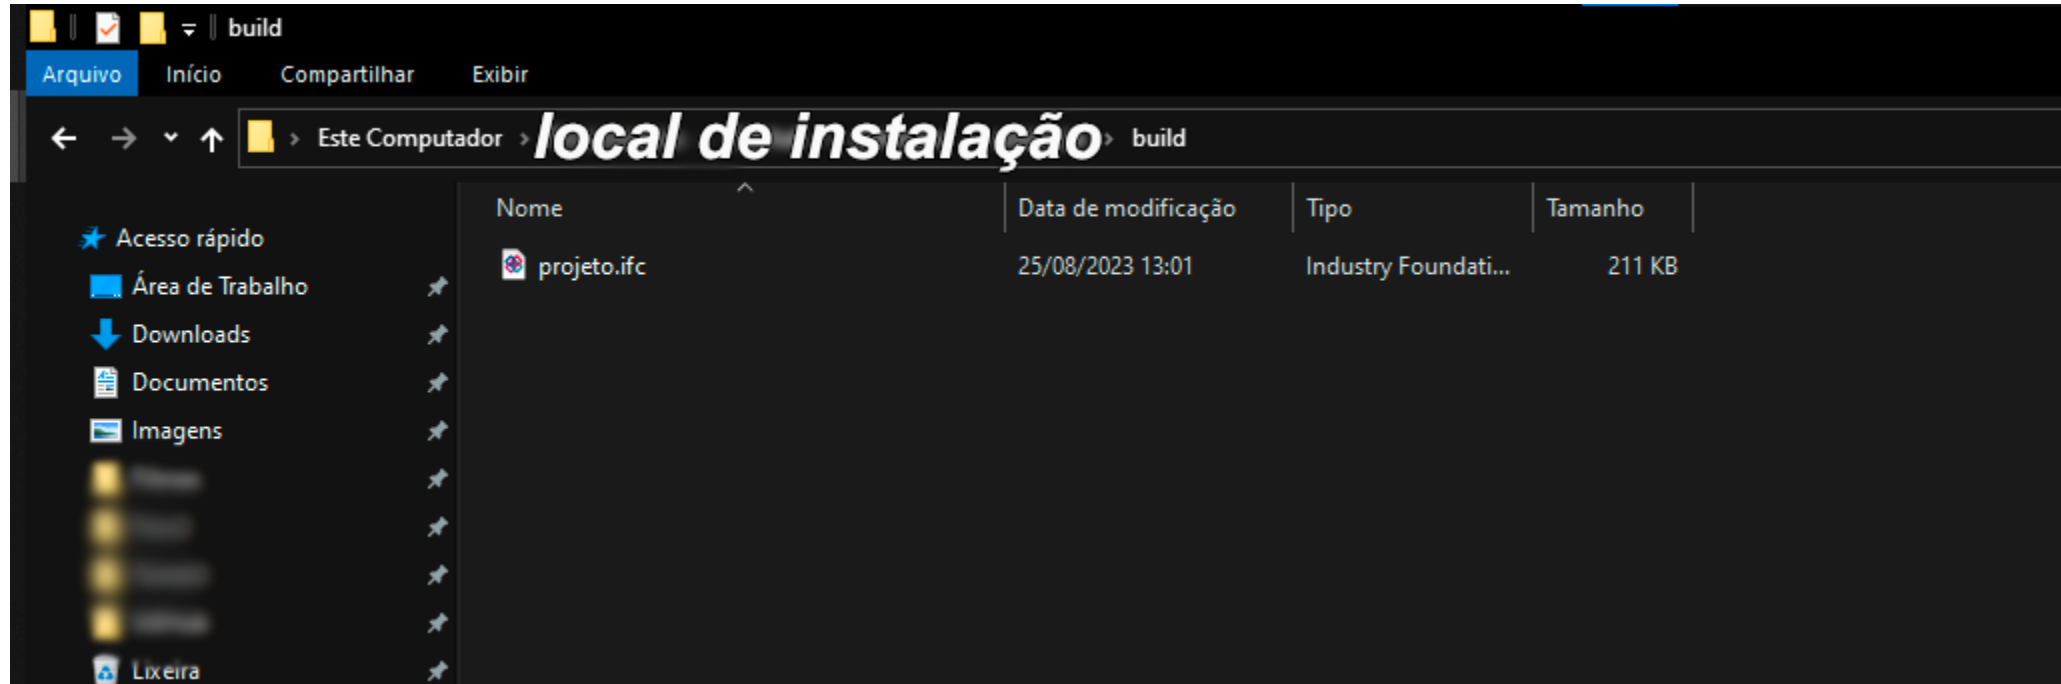 build
Arquivo Início Compartilhar Exibir
Este Computador › local de instalação › build
Nome Data de modificação Tipo Tamanho
Acesso rápido
projeto.ifc 25/08/2023 13:01 Industry Foundati... 211 KB
Área de Trabalho
Downloads
Documentos
Imagens
Lixeira